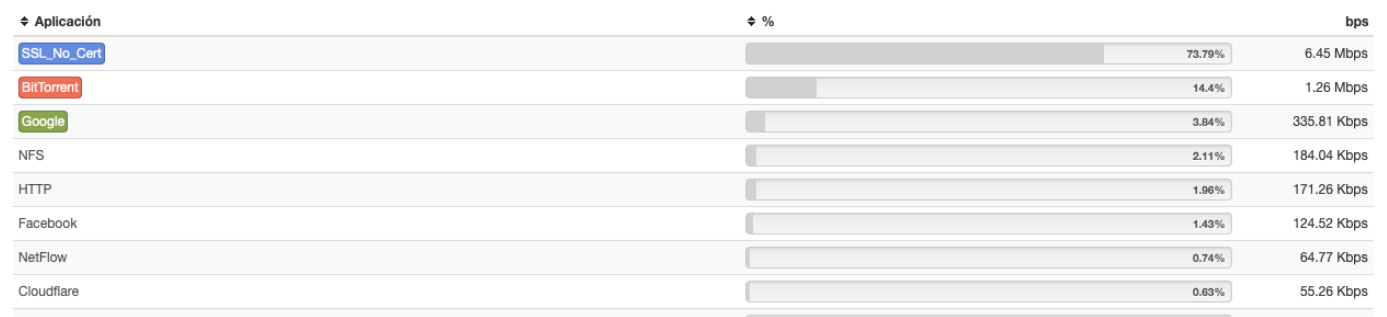 Aplicación % bps
SSL_No_Cert 73.79% 6.45 Mbps
BitTorrent 14.4% 1.26 Mbps
Google 3.84% 335.81 Kbps
NFS 2.11% 184.04 Kbps
HTTP 1.96% 171.26 Kbps
Facebook 1.43% 124.52 Kbps
NetFlow 0.74% 64.77 Kbps
Cloudflare 0.63% 55.26 Kbps